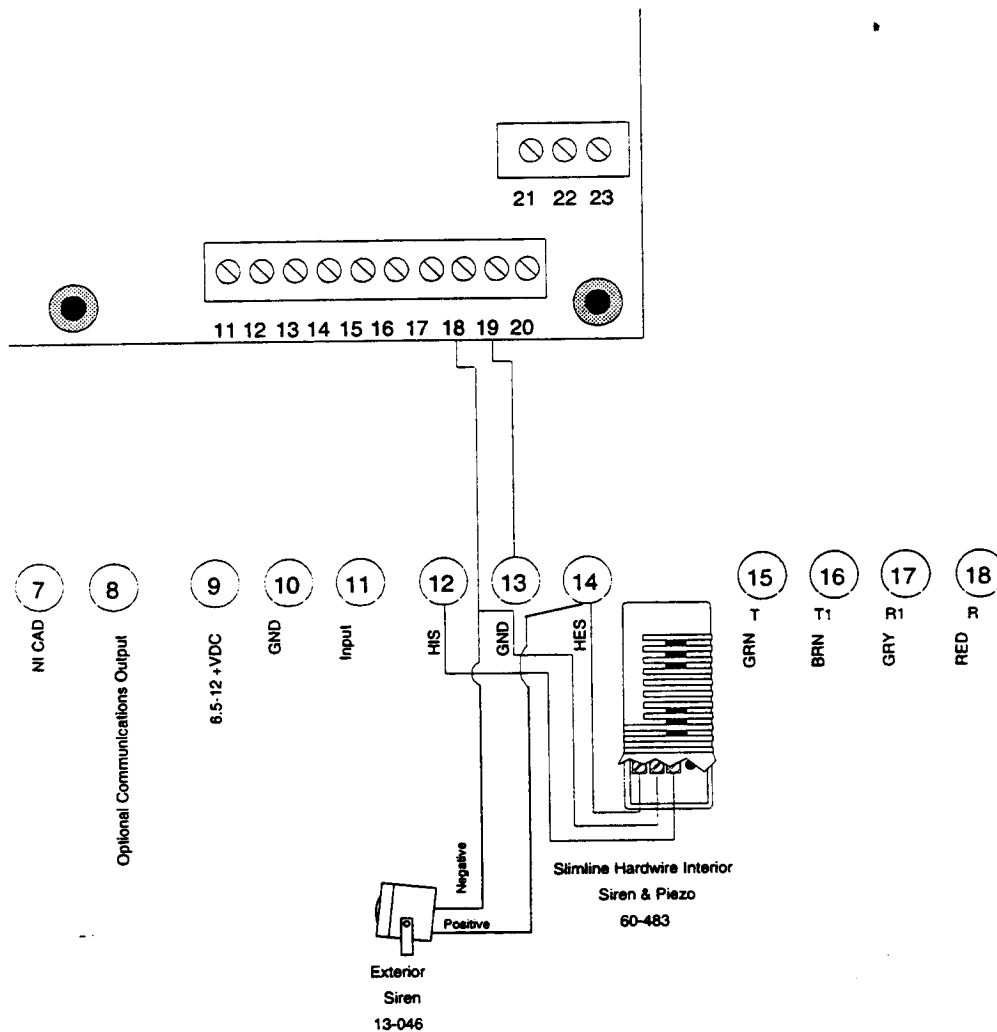 21 22 23
11 12 13 14 15 16 17 18 19 20
7 8 9 10 11 12 13 14 15 16 17 18
NI CAD
Optional Communications Output
6.5-12 +VDC
GND
Input
HIS
GND
HES
T
GRN
T1
BRN
R1
GRY
R
RED
Negative
Positive
Slimline Hardwire Interior
Siren & Piezo
60-483
Exterior
Siren
13-046